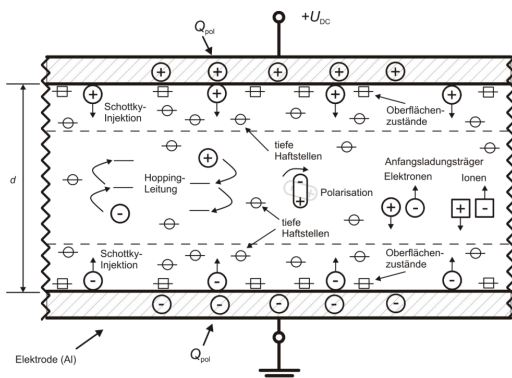 +U_DC
Q_pol
Schottky-
Injektion
Oberflächen-
zustände
tiefe
Haftstellen
d
Hopping-
Leitung
Polarisation
Anfangsladungsträger
Elektronen
Ionen
tiefe
Haftstellen
Schottky-
Injektion
Oberflächen-
zustände
Elektrode (Al)
Q_pol